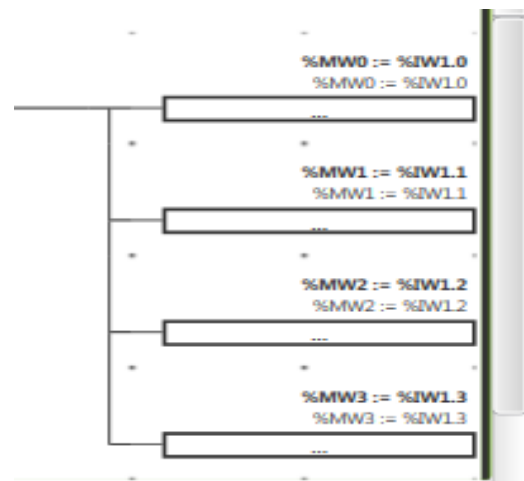 %MW0 := %IW1.0
%MW0 := %IW1.0
...
%MW1 := %IW1.1
%MW1 := %IW1.1
...
%MW2 := %IW1.2
%MW2 := %IW1.2
...
%MW3 := %IW1.3
%MW3 := %IW1.3
...